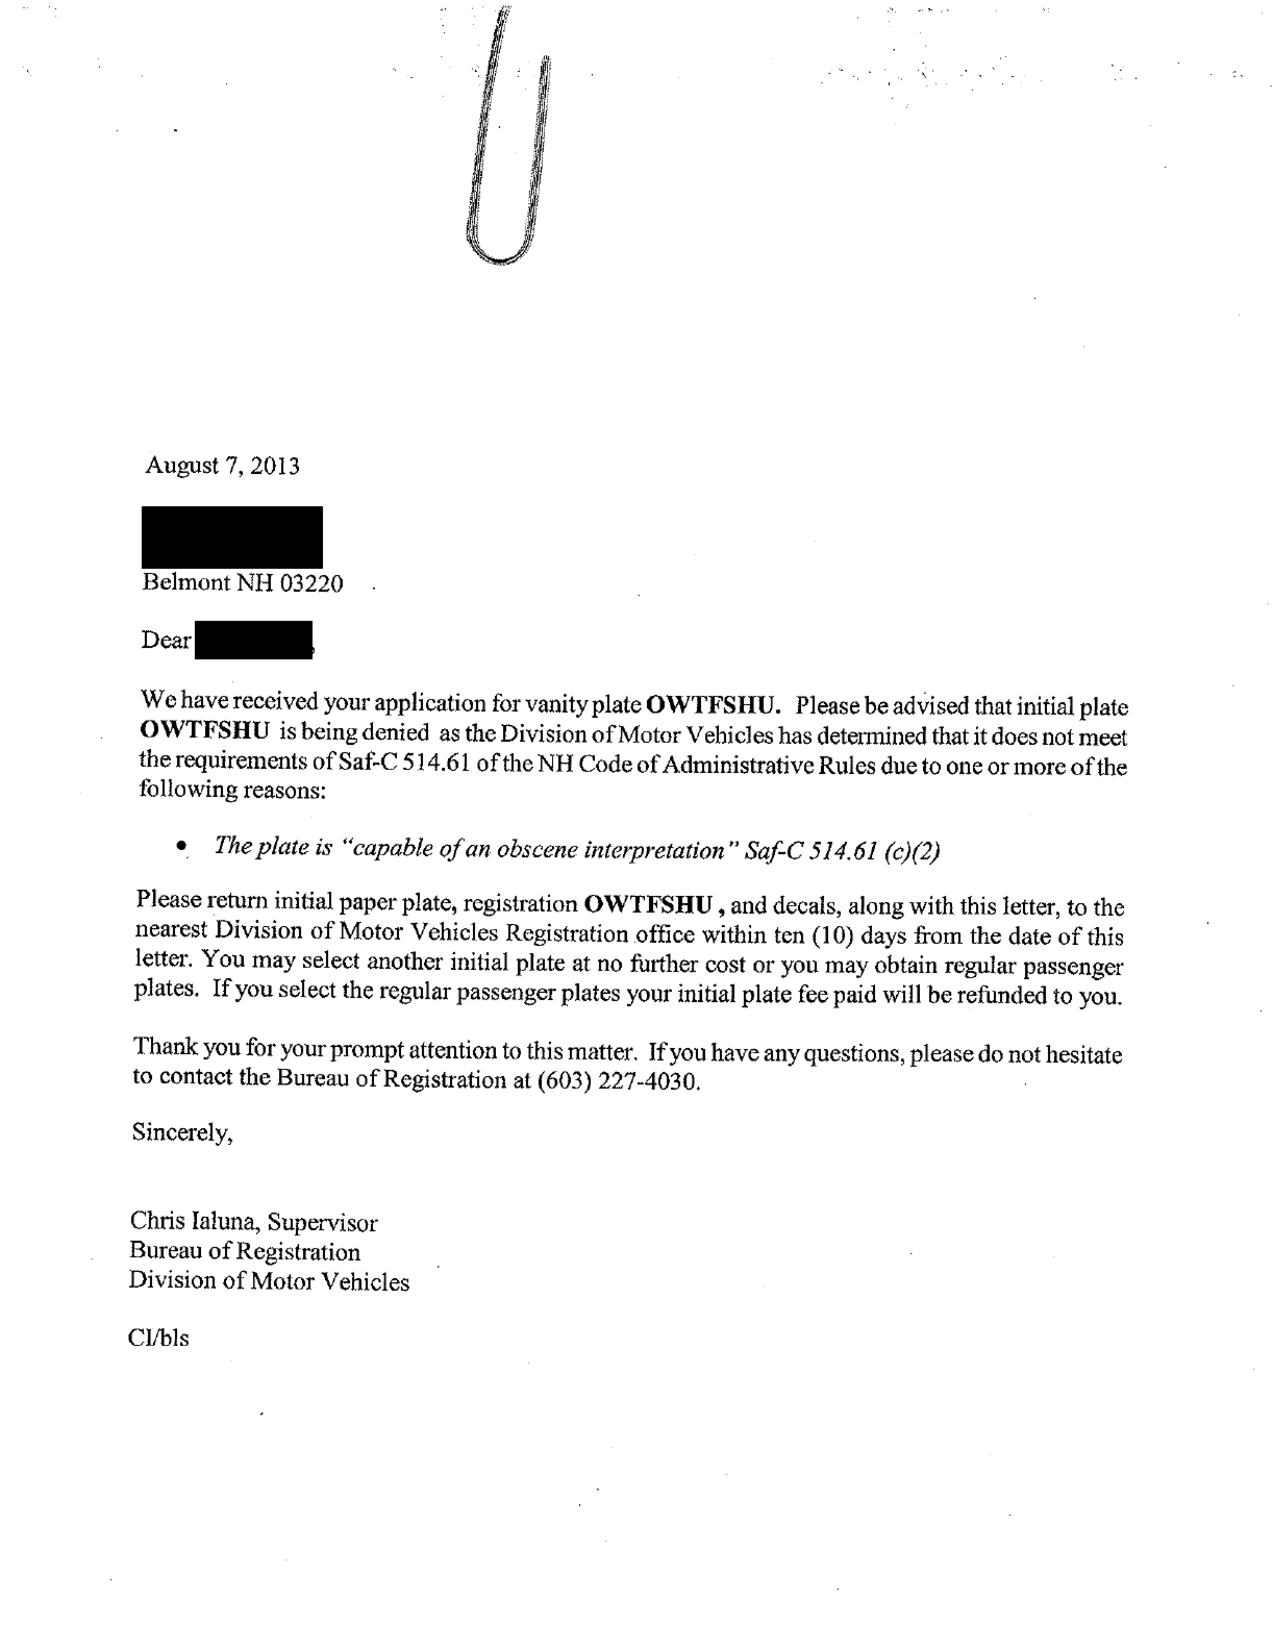 August 7, 2013
Belmont NH 03220
Dear
We have received your application for vanity plate OWTFSHU. Please be advised that initial plate
OWTFSHU is being denied as the Division of Motor Vehicles has determined that it does not meet
the requirements of Saf-C 514.61 of the NH Code of Administrative Rules due to one or more of the
following reasons:
• The plate is "capable of an obscene interpretation" Saf-C 514.61 (c)(2)
Please return initial paper plate, registration OWTFSHU , and decals, along with this letter, to the
nearest Division of Motor Vehicles Registration office within ten (10) days from the date of this
letter. You may select another initial plate at no further cost or you may obtain regular passenger
plates. If you select the regular passenger plates your initial plate fee paid will be refunded to you.
Thank you for your prompt attention to this matter. If you have any questions, please do not hesitate
to contact the Bureau of Registration at (603) 227-4030.
Sincerely,
Chris Ialuna, Supervisor
Bureau of Registration
Division of Motor Vehicles
CI/bls